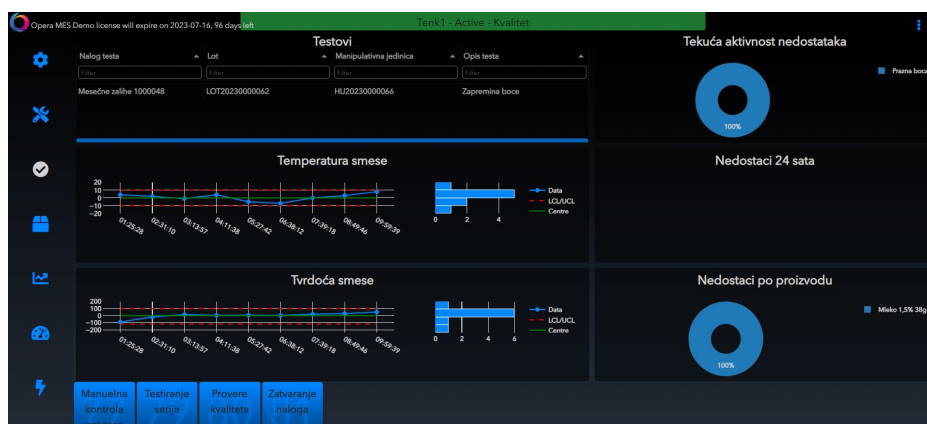 Opera MES Demo license will expire on 2023-07-16, 96 days left
Tenk1 - Active - Kvalitet
Testovi
Nalog testa Lot Manipulativna jedinica Opis testa
Filter Filter Filter Filter
Mesečne zalihe 1000048 LOT20230000062 HU20230000066 Zapremina boce
Tekuća aktivnost nedostataka
Prazna boca
100%
Temperatura smese
20
10
0
-10
-20
01:25:28 02:31:10 03:13:57 04:11:38 05:27:42 06:38:12 07:39:18 08:49:46 09:59:39
0 2 4
Data
LCL/UCL
Centre
Nedostaci 24 sata
Tvrdoća smese
200
100
0
-100
-200
01:25:28 02:31:10 03:13:57 04:11:38 05:27:42 06:38:12 07:39:18 08:49:46 09:59:39
0 2 4 6
Data
LCL/UCL
Centre
Nedostaci po proizvodu
Mleko 1,5% 38g
100%
Manuelna Testiranje Provere Zatvaranje
kontrola serija kvaliteta naloga